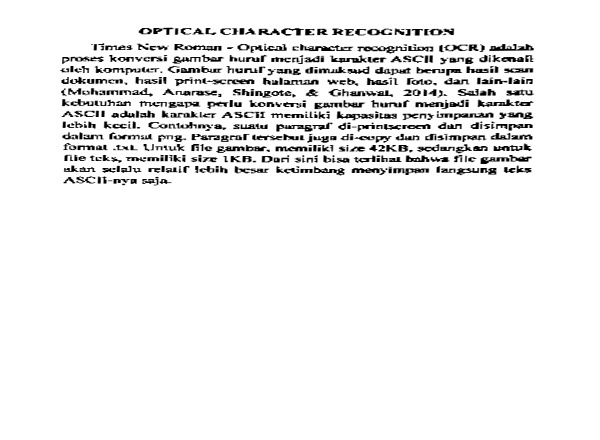 OPTICAL CHARACTER RECOGNITION
Times New Roman - Optical character recognition (OCR) adalah
proses konversi gambar huruf menjadi karakter ASCII yang dikenali
oleh komputer. Gambar huruf yang dimaksud dapat berupa hasil scan
dokumen, hasil print-screen halaman web, hasil foto, dan lain-lain
(Mohammad, Anarase, Shingote, & Ghanwat, 2014). Salah satu
kebutuhan mengapa perlu konversi gambar huruf menjadi karakter
ASCII adalah karakter ASCII memiliki kapasitas penyimpanan yang
lebih kecil. Contohnya, suatu paragraf di-printscreen dan disimpan
dalam format png. Paragraf tersebut juga di-copy dan disimpan dalam
format .txt. Untuk file gambar, memiliki size 42KB, sedangkan untuk
file teks, memiliki size 1KB. Dari sini bisa terlihat bahwa file gambar
akan selalu relatif lebih besar ketimbang menyimpan langsung teks
ASCII-nya saja.